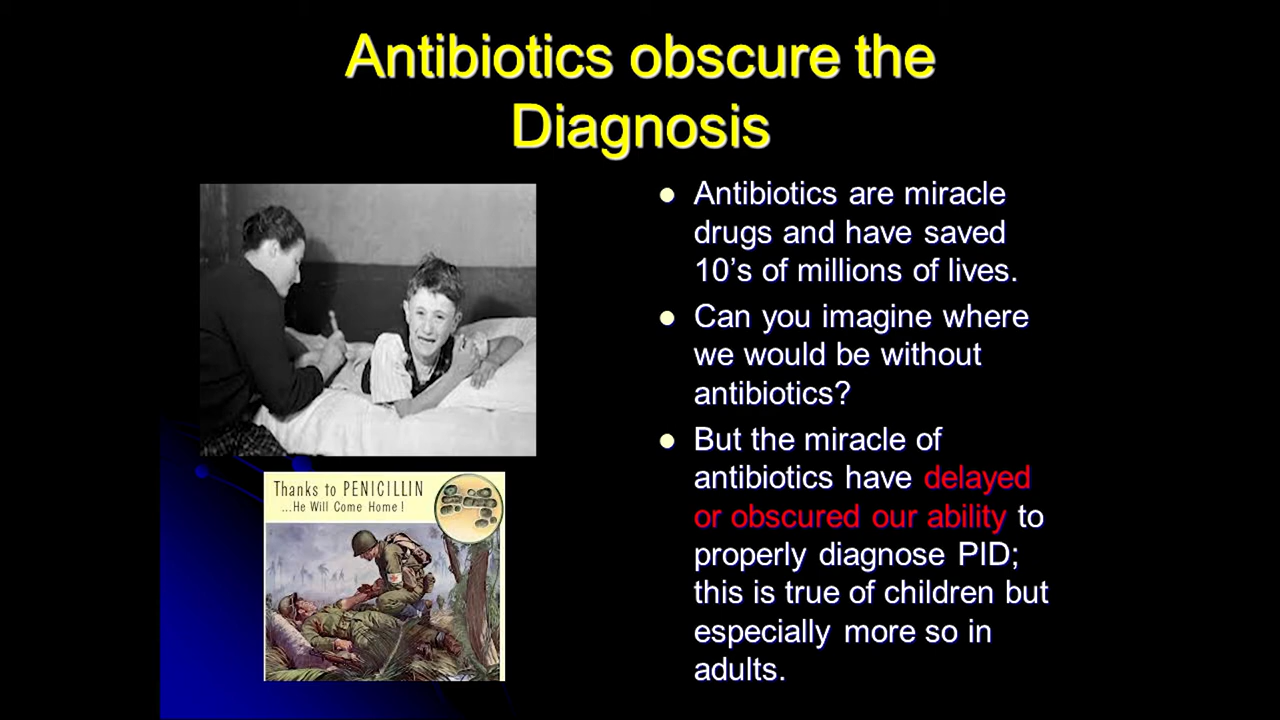 Antibiotics obscure the
Diagnosis
Antibiotics are miracle
drugs and have saved
10’s of millions of lives.
Can you imagine where
we would be without
antibiotics?
But the miracle of
antibiotics have delayed
or obscured our ability to
properly diagnose PID;
this is true of children but
especially more so in
adults.
Thanks to PENICILLIN
...He Will Come Home!